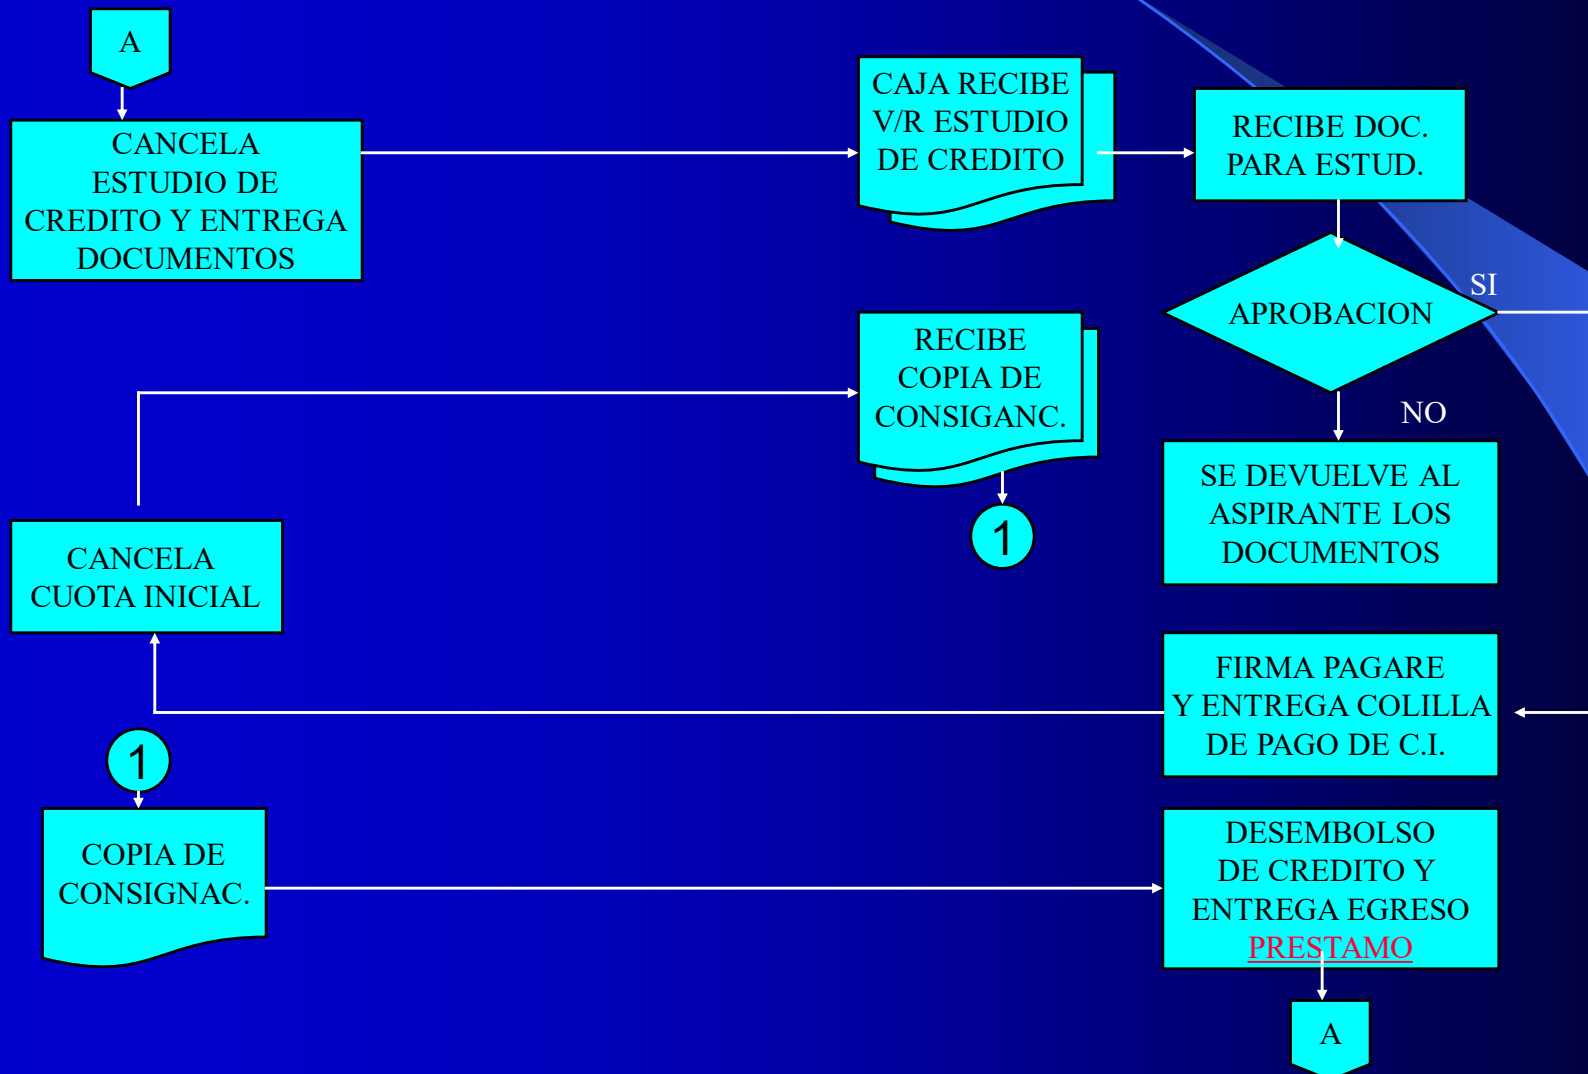 A
CANCELA
ESTUDIO DE
CREDITO Y ENTREGA
DOCUMENTOS
CAJA RECIBE
V/R ESTUDIO
DE CREDITO
RECIBE DOC.
PARA ESTUD.
SI
APROBACION
RECIBE
COPIA DE
CONSIGANC.
NO
1
SE DEVUELVE AL
ASPIRANTE LOS
DOCUMENTOS
CANCELA
CUOTA INICIAL
FIRMA PAGARE
Y ENTREGA COLILLA
DE PAGO DE C.I.
1
COPIA DE
CONSIGNAC.
DESEMBOLSO
DE CREDITO Y
ENTREGA EGRESO
PRESTAMO
A